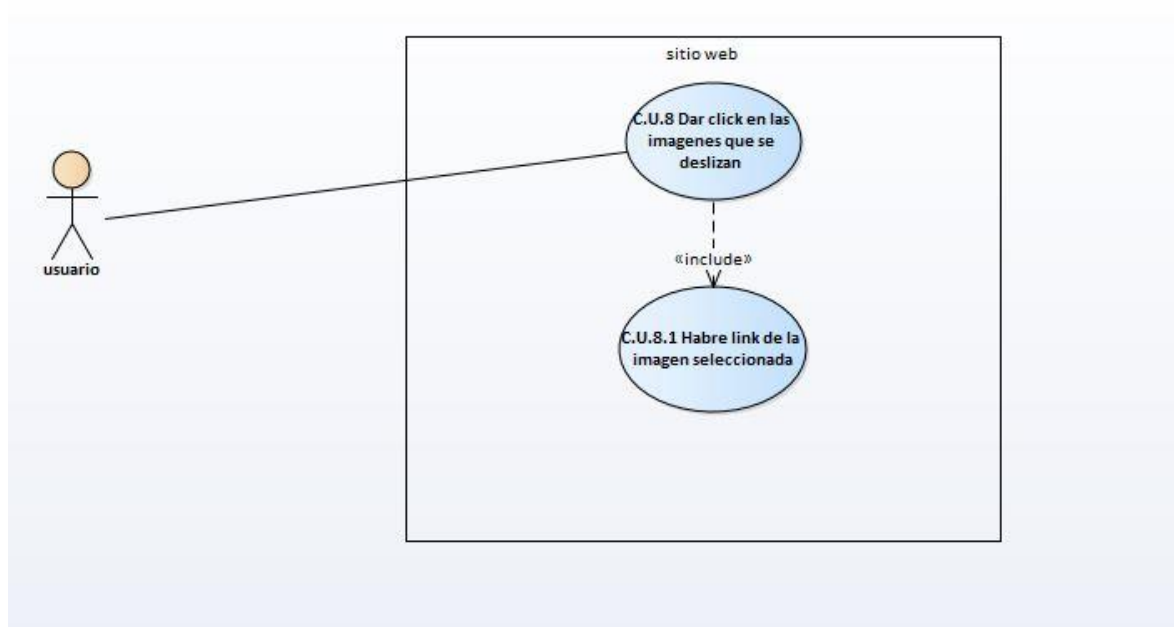 sitio web
C.U.8 Dar click en las
imagenes que se
deslizan
usuario
«include»
C.U.8.1 Habre link de la
imagen seleccionada